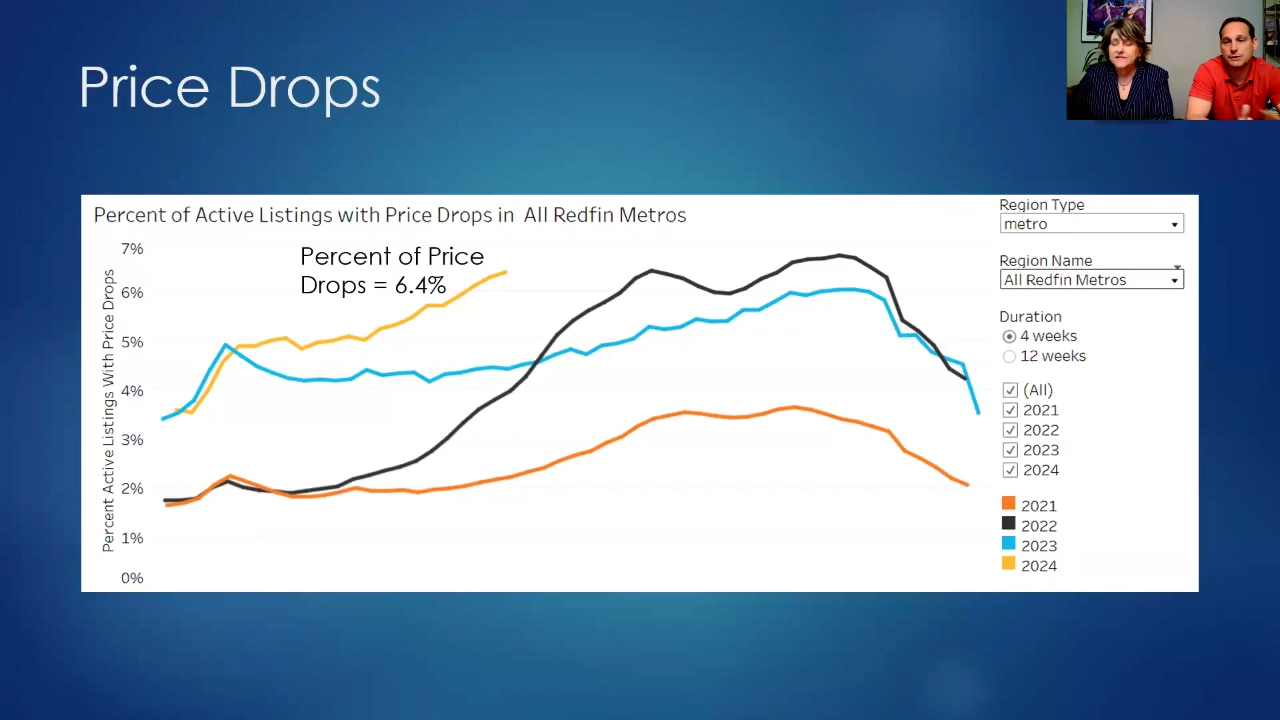 Price Drops
Percent of Active Listings with Price Drops in All Redfin Metros
Percent Active Listings With Price Drops
7%
6%
5%
4%
3%
2%
1%
0%
Percent of Price
Drops = 6.4%
Region Type
metro
Region Name
All Redfin Metros
Duration
4 weeks
12 weeks
(All)
2021
2022
2023
2024
2021
2022
2023
2024